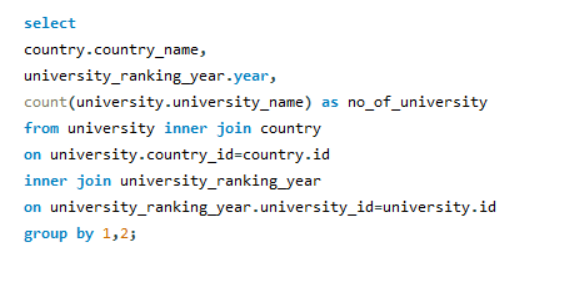 select
country.country_name,
university_ranking_year.year,
count(university.university_name) as no_of_university
from university inner join country
on university.country_id=country.id
inner join university_ranking_year
on university_ranking_year.university_id=university.id
group by 1,2;